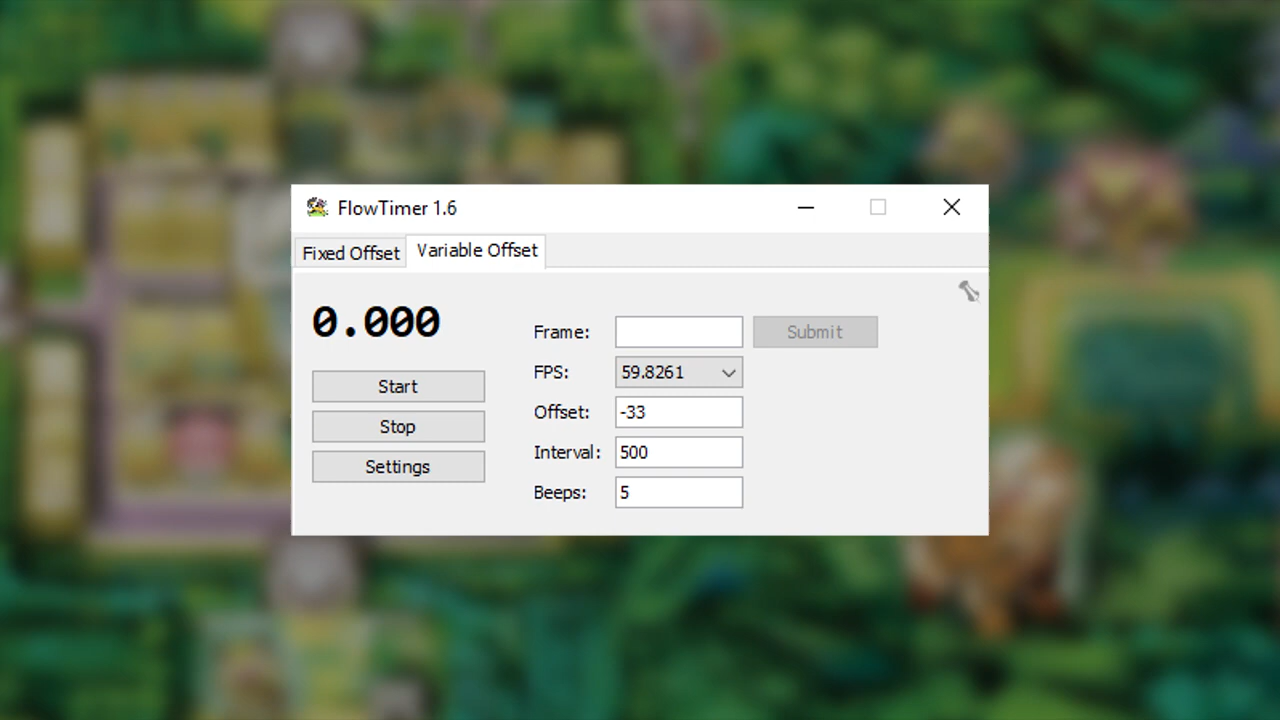 FlowTimer 1.6
Fixed Offset Variable Offset
0.000
Start
Stop
Settings
Frame: Submit
FPS: 59.8261
Offset: -33
Interval: 500
Beeps: 5